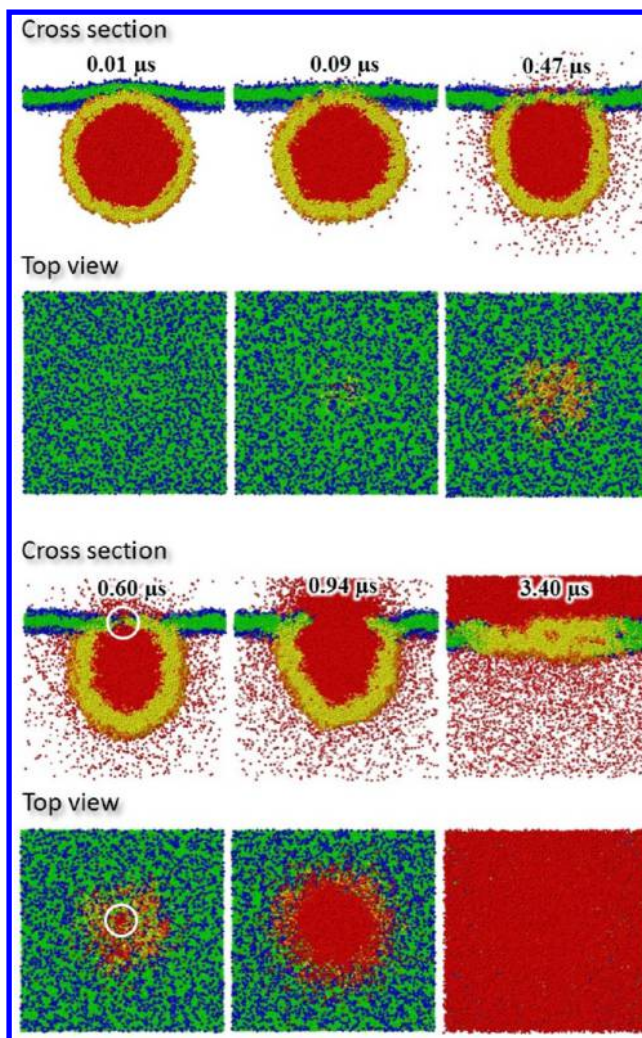 Cross section
0.01 μs 0.09 μs 0.47 μs
Top view
Cross section
0.60 μs 0.94 μs 3.40 μs
Top view